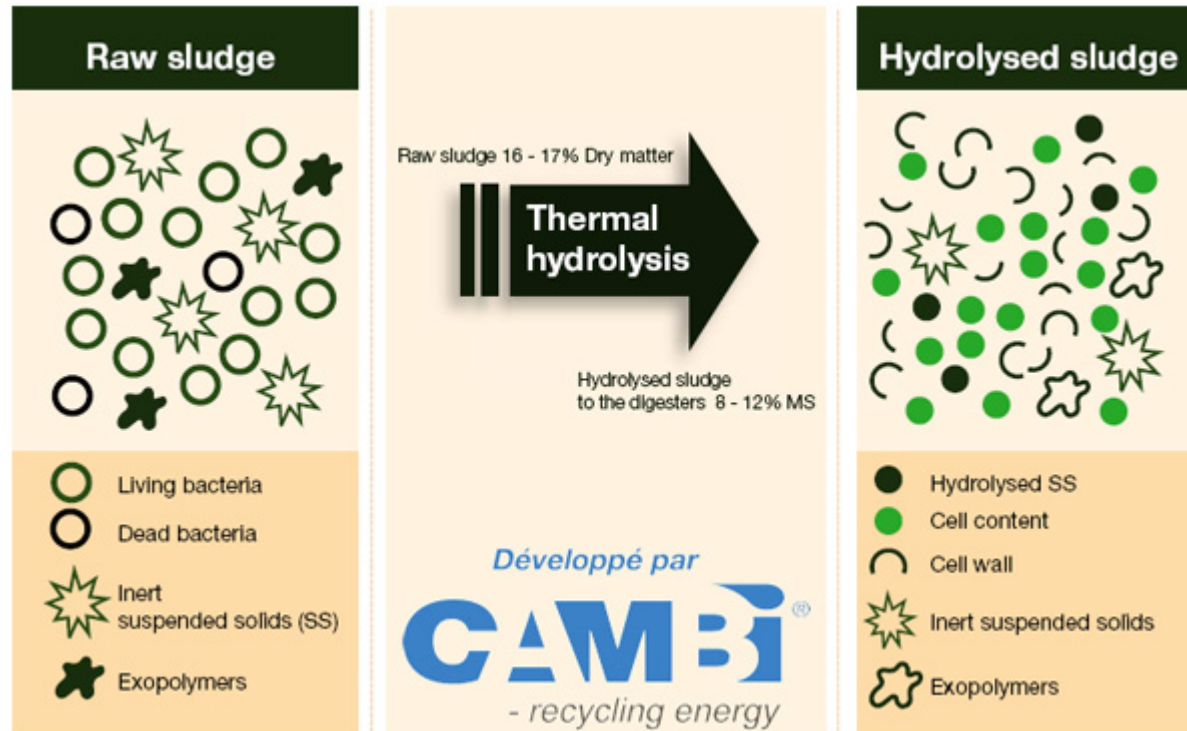 Raw sludge
Living bacteria
Dead bacteria
Inert
suspended solids (SS)
Exopolymers
Raw sludge 16 - 17% Dry matter
Thermal
hydrolysis
Hydrolysed sludge
to the digesters 8 - 12% MS
Développé par
CAMBi®
- recycling energy
Hydrolysed sludge
Hydrolysed SS
Cell content
Cell wall
Inert suspended solids
Exopolymers